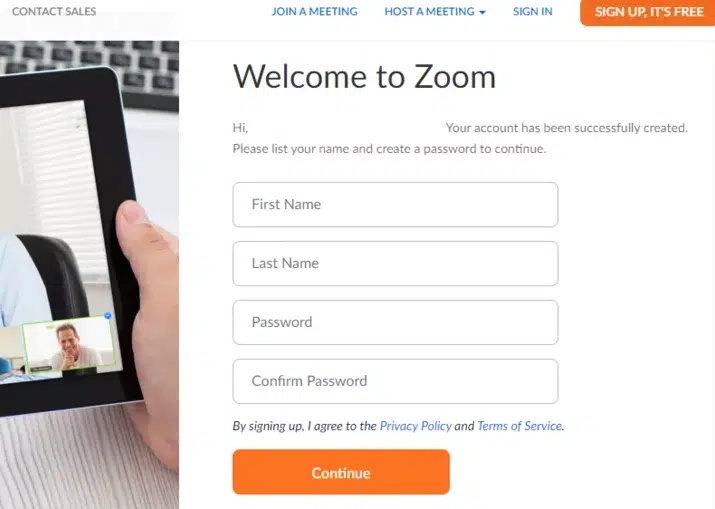 CONTACT SALES JOIN A MEETING HOST A MEETING SIGN IN SIGN UP, IT'S FREE
Welcome to Zoom
Hi, Your account has been successfully created.
Please list your name and create a password to continue.
First Name
Last Name
Password
Confirm Password
By signing up, I agree to the Privacy Policy and Terms of Service.
Continue